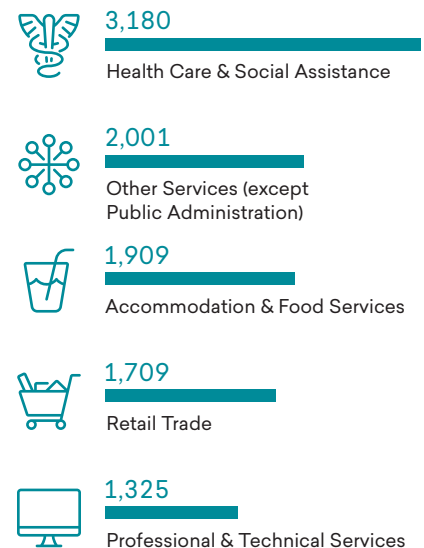 3,180
Health Care & Social Assistance
2,001
Other Services (except
Public Administration)
1,909
Accommodation & Food Services
1,709
Retail Trade
1,325
Professional & Technical Services